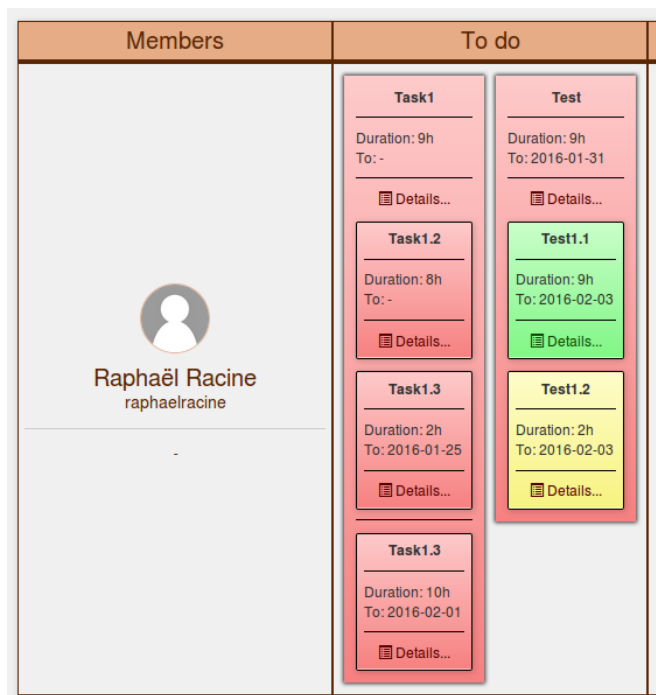 Members
To do
Raphaël Racine
raphaelracine
-
Task1
Duration: 9h
To: -
Details...
Task1.2
Duration: 8h
To: -
Details...
Task1.3
Duration: 2h
To: 2016-01-25
Details...
Task1.3
Duration: 10h
To: 2016-02-01
Details...
Test
Duration: 9h
To: 2016-01-31
Details...
Test1.1
Duration: 9h
To: 2016-02-03
Details...
Test1.2
Duration: 2h
To: 2016-02-03
Details...